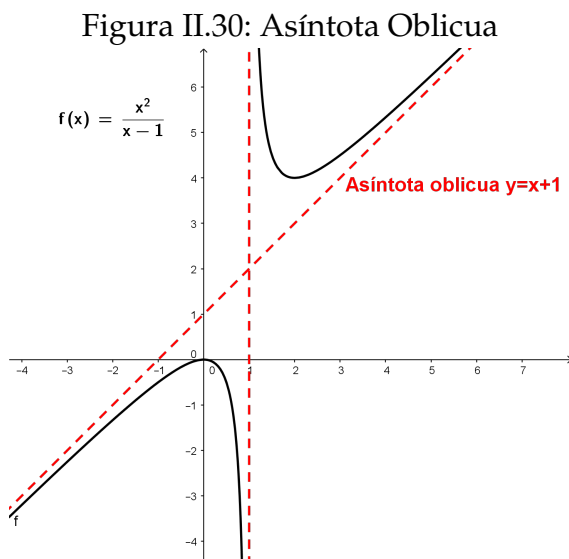 Figura II.30: Asíntota Oblicua
f(x) = x²/(x − 1)
Asíntota oblicua y=x+1
6
5
4
3
2
1
0
−4 −3 −2 −1 0 1 2 3 4 5 6 7
−1
−2
−3
−4
f